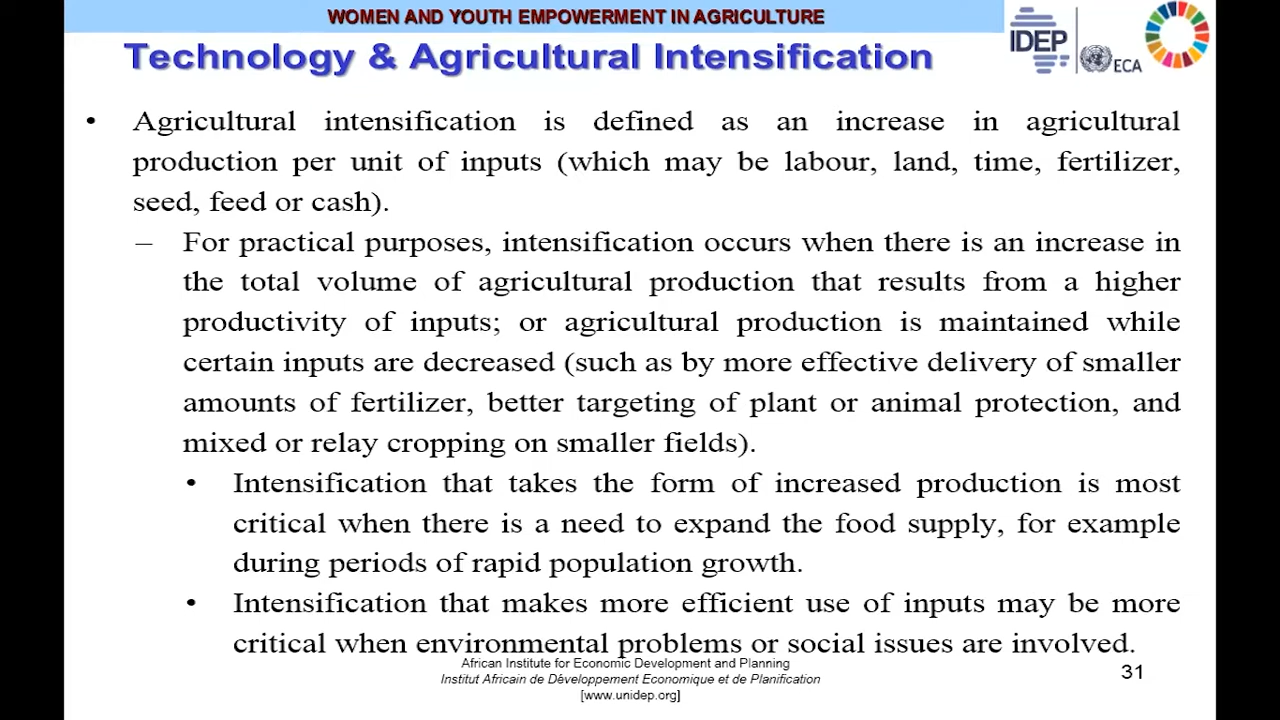 WOMEN AND YOUTH EMPOWERMENT IN AGRICULTURE
Technology & Agricultural Intensification
IDEP
ECA
• Agricultural intensification is defined as an increase in agricultural
production per unit of inputs (which may be labour, land, time, fertilizer,
seed, feed or cash).
– For practical purposes, intensification occurs when there is an increase in
the total volume of agricultural production that results from a higher
productivity of inputs; or agricultural production is maintained while
certain inputs are decreased (such as by more effective delivery of smaller
amounts of fertilizer, better targeting of plant or animal protection, and
mixed or relay cropping on smaller fields).
• Intensification that takes the form of increased production is most
critical when there is a need to expand the food supply, for example
during periods of rapid population growth.
• Intensification that makes more efficient use of inputs may be more
critical when environmental problems or social issues are involved.
African Institute for Economic Development and Planning
Institut Africain de Développement Economique et de Planification
[www.unidep.org]
31